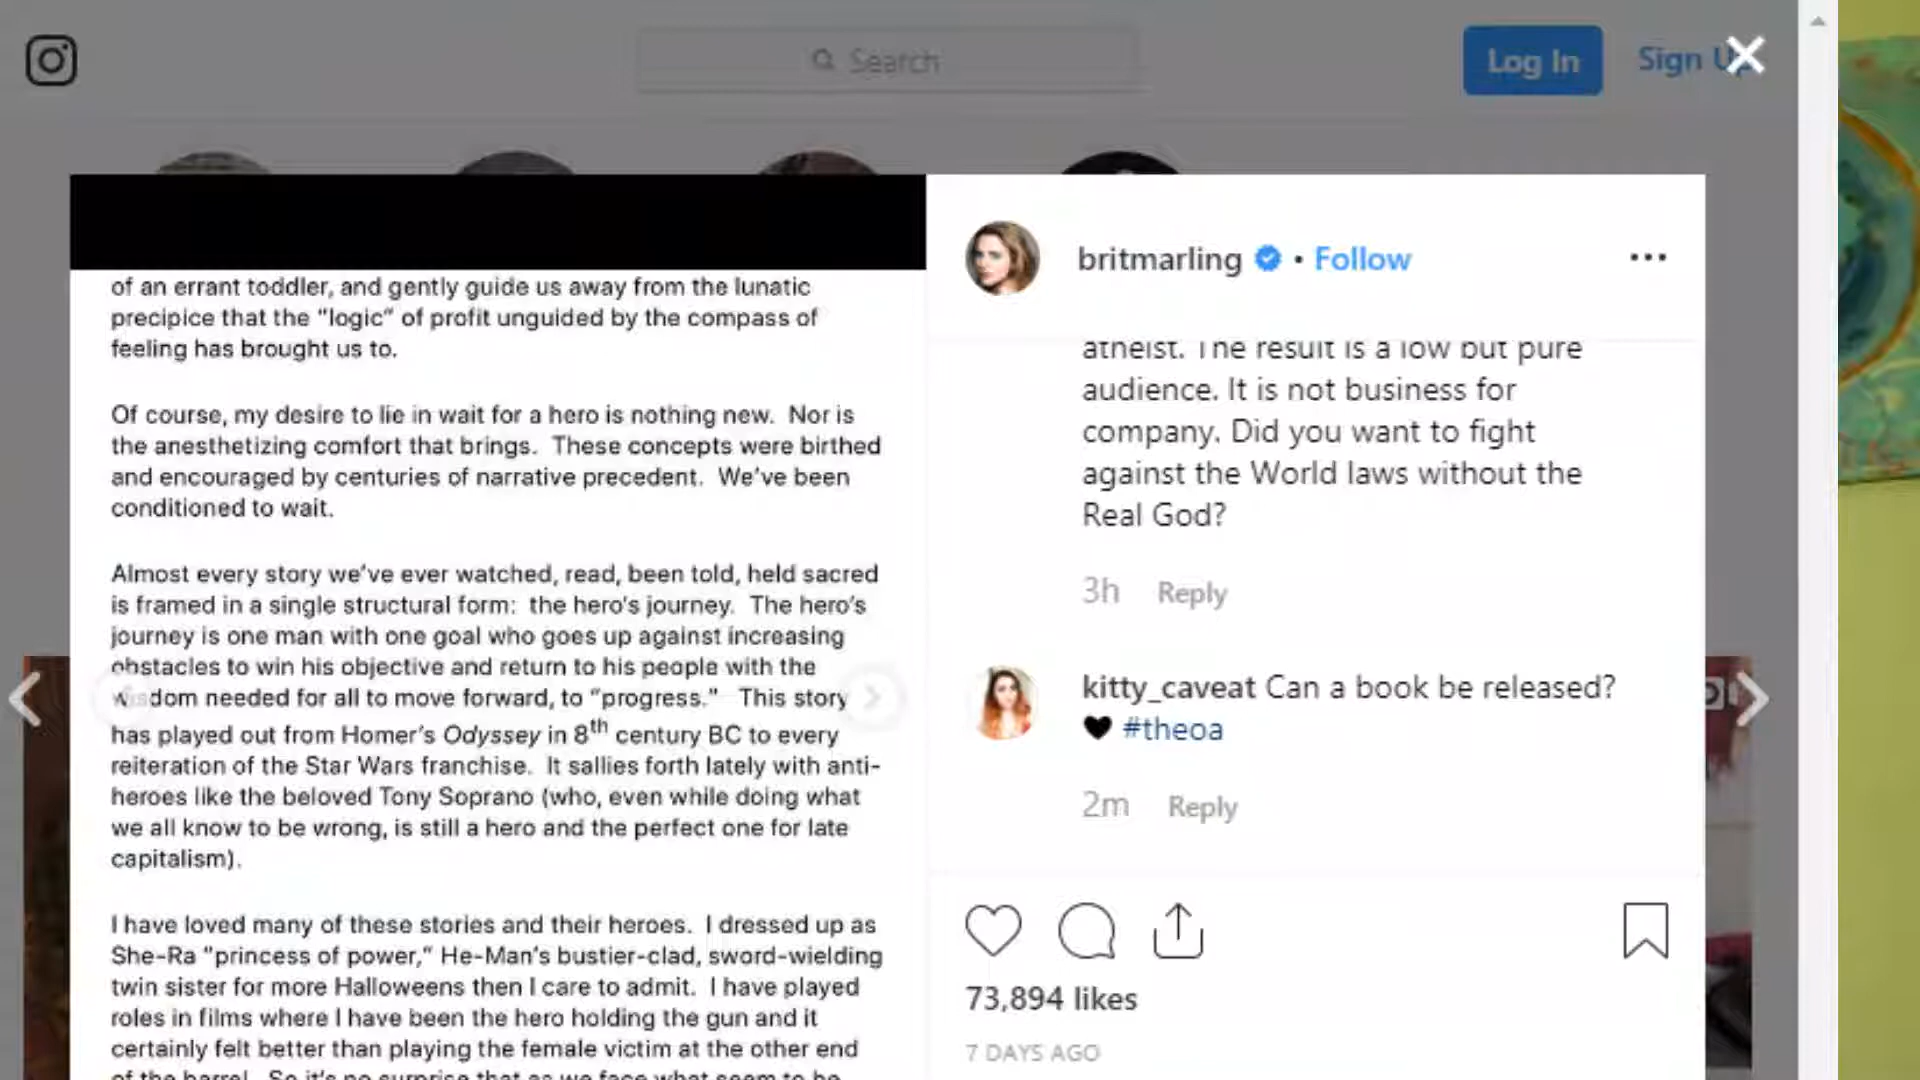 Search
Log In
Sign Up
of an errant toddler, and gently guide us away from the lunatic
precipice that the "logic" of profit unguided by the compass of
feeling has brought us to.
Of course, my desire to lie in wait for a hero is nothing new.  Nor is
the anesthetizing comfort that brings.  These concepts were birthed
and encouraged by centuries of narrative precedent.  We've been
conditioned to wait.
Almost every story we've ever watched, read, been told, held sacred
is framed in a single structural form:  the hero's journey.  The hero's
journey is one man with one goal who goes up against increasing
obstacles to win his objective and return to his people with the
wisdom needed for all to move forward, to "progress."  This story
has played out from Homer's Odyssey in 8th century BC to every
reiteration of the Star Wars franchise.  It sallies forth lately with anti-
heroes like the beloved Tony Soprano (who, even while doing what
we all know to be wrong, is still a hero and the perfect one for late
capitalism).
I have loved many of these stories and their heroes.  I dressed up as
She-Ra "princess of power," He-Man's bustier-clad, sword-wielding
twin sister for more Halloweens then I care to admit.  I have played
roles in films where I have been the hero holding the gun and it
certainly felt better than playing the female victim at the other end
of the barrel.  So it's no surprise that as we face what seem to be
britmarling • Follow
atheist. The result is a low but pure
audience. It is not business for
company. Did you want to fight
against the World laws without the
Real God?
3h Reply
kitty_caveat Can a book be released?
🖤 #theoa
2m Reply
73,894 likes
7 DAYS AGO